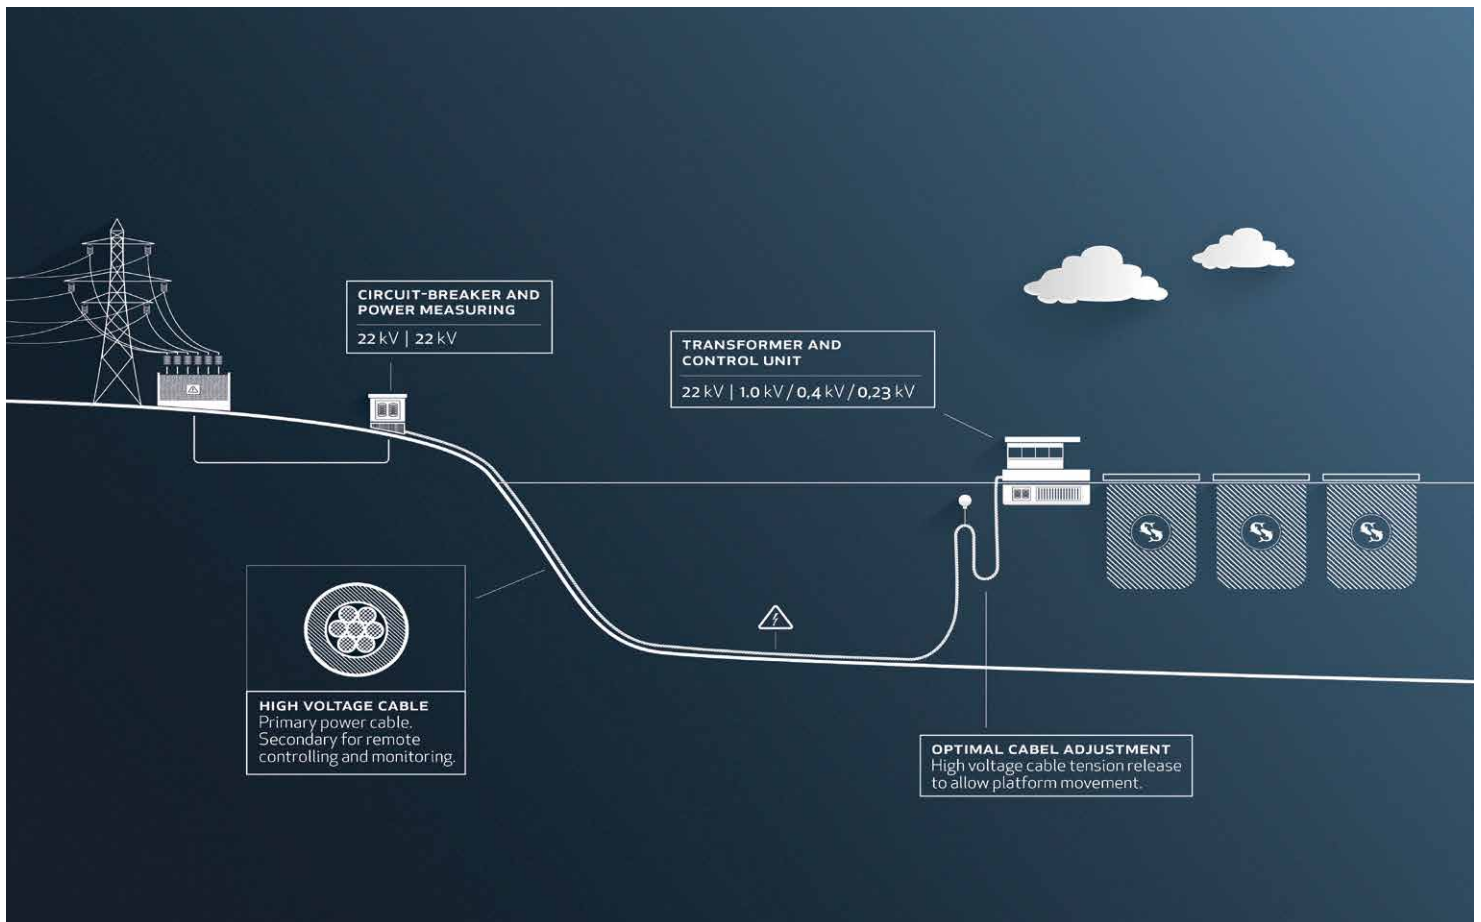 CIRCUIT-BREAKER AND
POWER MEASURING
22 kV | 22 kV
TRANSFORMER AND
CONTROL UNIT
22 kV | 1.0 kV / 0,4 kV / 0,23 kV
HIGH VOLTAGE CABLE
Primary power cable.
Secondary for remote
controlling and monitoring.
OPTIMAL CABEL ADJUSTMENT
High voltage cable tension release
to allow platform movement.